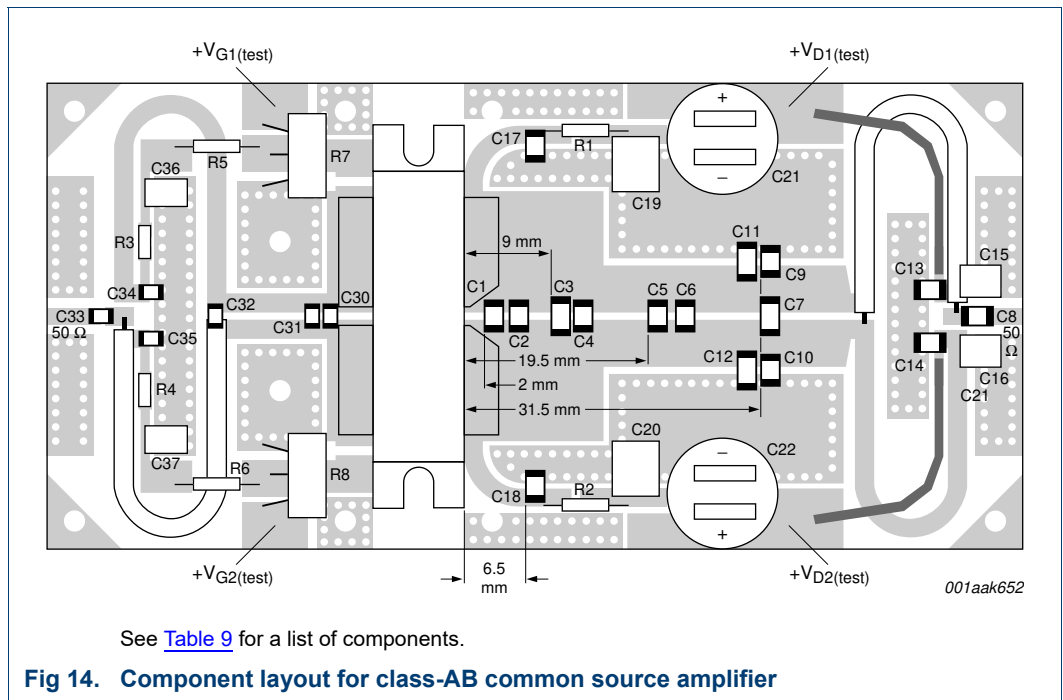 +VG1(test)
+VD1(test)
C17
R1
C21
R5
R7
C36
C19
R3
9 mm
C11
C9
C15
C13
C34
C32
C30
C1
C3
C5
C6
C7
C33
50 Ω
C31
C2
C4
C8
50
Ω
C35
C12
C10
C14
19.5 mm
2 mm
R4
31.5 mm
C16
C21
C37
C20
C22
R6
R8
C18
R2
+VG2(test)
6.5
mm
+VD2(test)
001aak652
See Table 9 for a list of components.
Fig 14. Component layout for class-AB common source amplifier